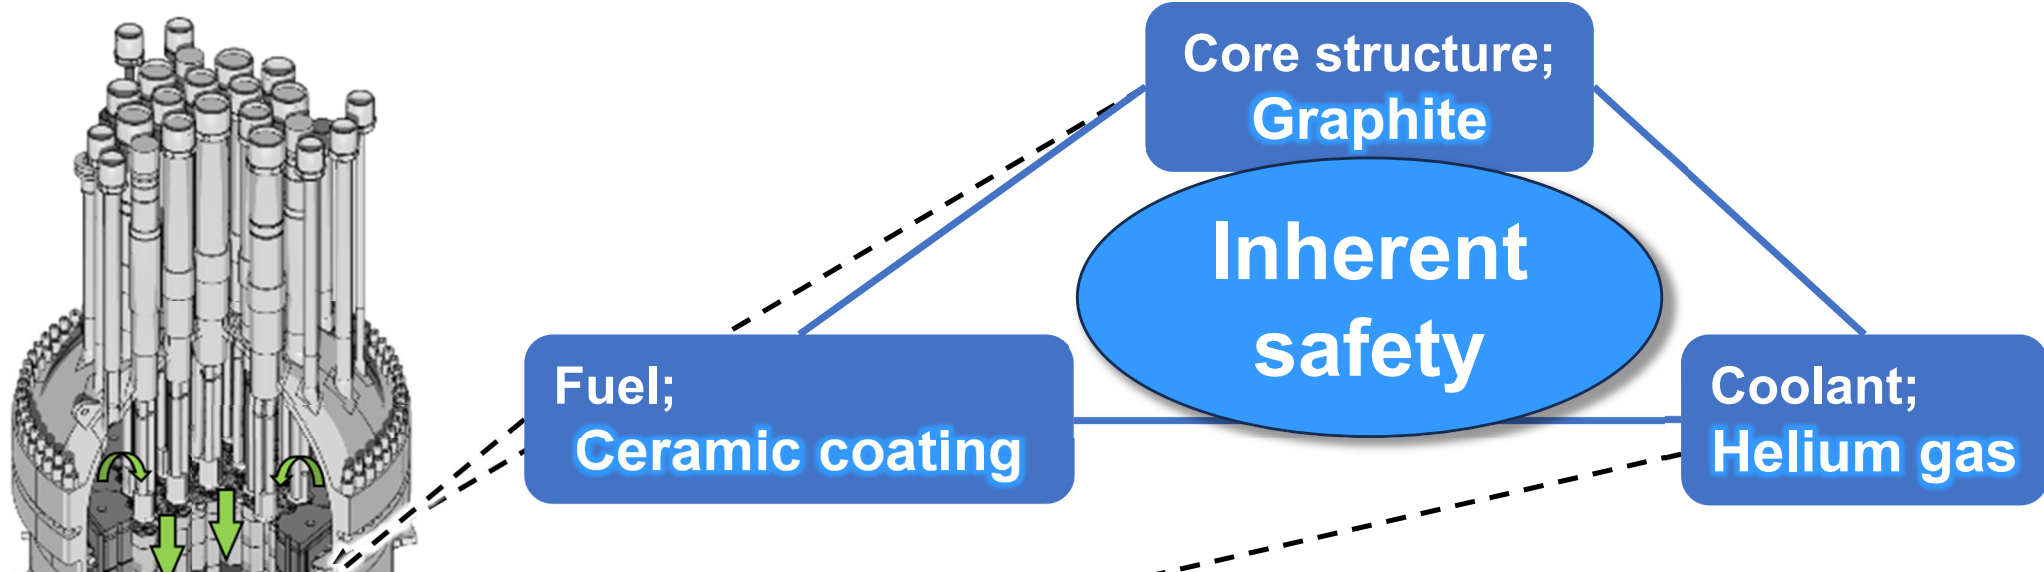 Core structure;
Graphite
Inherent
safety
Fuel;
Ceramic coating
Coolant;
Helium gas